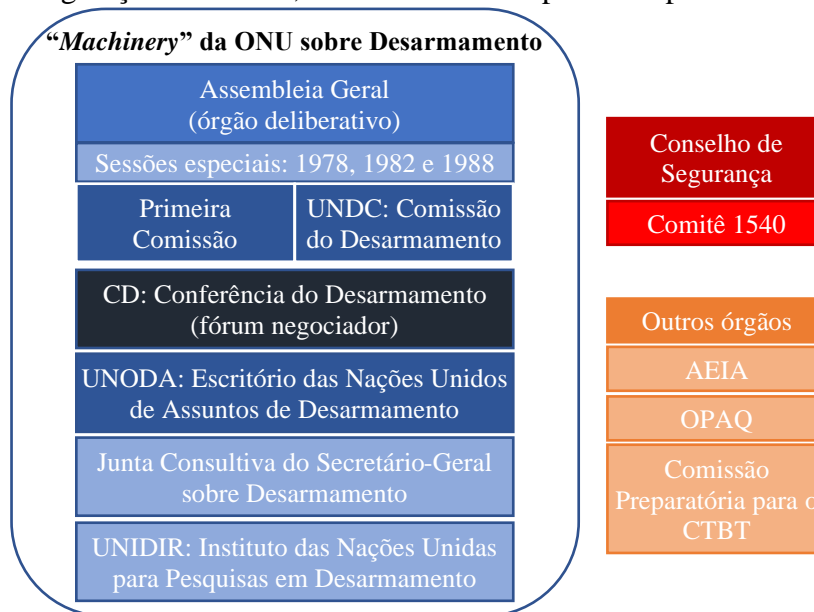 “Machinery” da ONU sobre Desarmamento
Assembleia Geral
(órgão deliberativo)
Sessões especiais: 1978, 1982 e 1988
Primeira
Comissão
UNDC: Comissão
do Desarmamento
CD: Conferência do Desarmamento
(fórum negociador)
UNODA: Escritório das Nações Unidos
de Assuntos de Desarmamento
Junta Consultiva do Secretário-Geral
sobre Desarmamento
UNIDIR: Instituto das Nações Unidas
para Pesquisas em Desarmamento
Conselho de
Segurança
Comitê 1540
Outros órgãos
AEIA
OPAQ
Comissão
Preparatória para o
CTBT